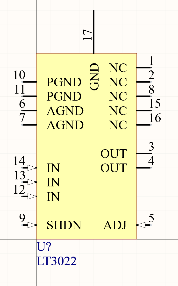 17
GND
NC 1
10 PGND NC 2
11 PGND NC 8
6 AGND NC 15
7 AGND NC 16
OUT 3
14 IN OUT 4
13 IN
12 IN
9 SHDN ADJ 5
U?
LT3022